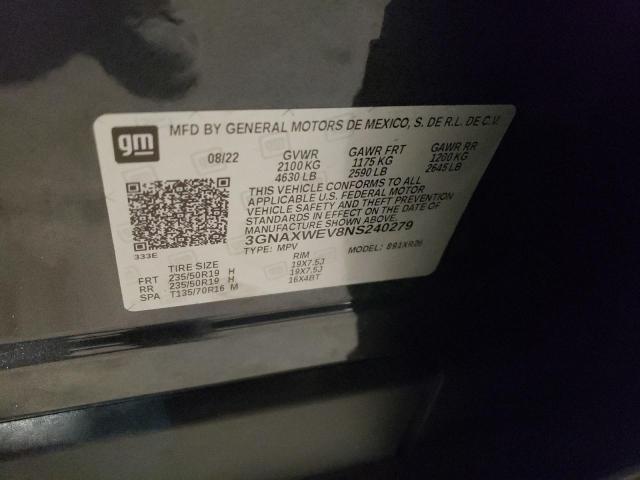 gm
MFD BY GENERAL MOTORS DE MEXICO, S. DE R.L. DE C.V.
08/22 GVWR GAWR FRT GAWR RR
2100 KG 1175 KG 1200 KG
4630 LB 2590 LB 2645 LB
THIS VEHICLE CONFORMS TO ALL
APPLICABLE U.S. FEDERAL MOTOR
VEHICLE SAFETY AND THEFT PREVENTION
STANDARDS IN EFFECT ON THE DATE OF
MANUFACTURE SHOWN ABOVE.
3GNAXWEV8NS240279
333E TYPE: MPV MODEL: 891XR26
TIRE SIZE RIM
FRT 235/50R19 H 19X7.5J
RR 235/50R19 H 19X7.5J
SPA T135/70R16 M 16X4BT